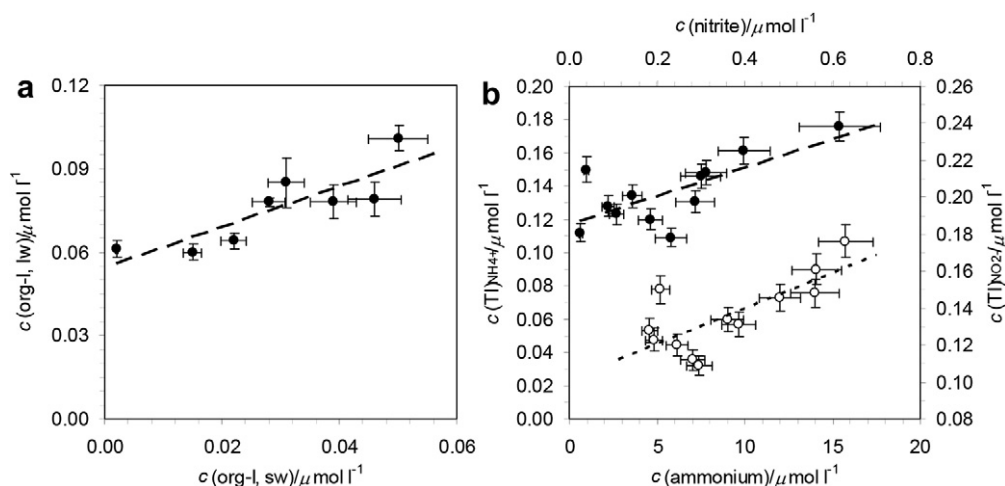 c (nitrite)/μmol l-1
0.0 0.2 0.4 0.6 0.8
a
0.12
0.09
0.06
0.03
0.00
c (org-I, lw)/μmol l-1
0.00 0.02 0.04 0.06
c (org-I, sw)/μmol l-1
b
0.20
0.18
0.16
0.14
0.12
0.10
0.08
0.06
0.04
0.02
0.00
c (TI)NH4+/μmol l-1
0 5 10 15 20
c (ammonium)/μmol l-1
0.26
0.24
0.22
0.20
0.18
0.16
0.14
0.12
0.10
0.08
c (TI)NO2-/μmol l-1